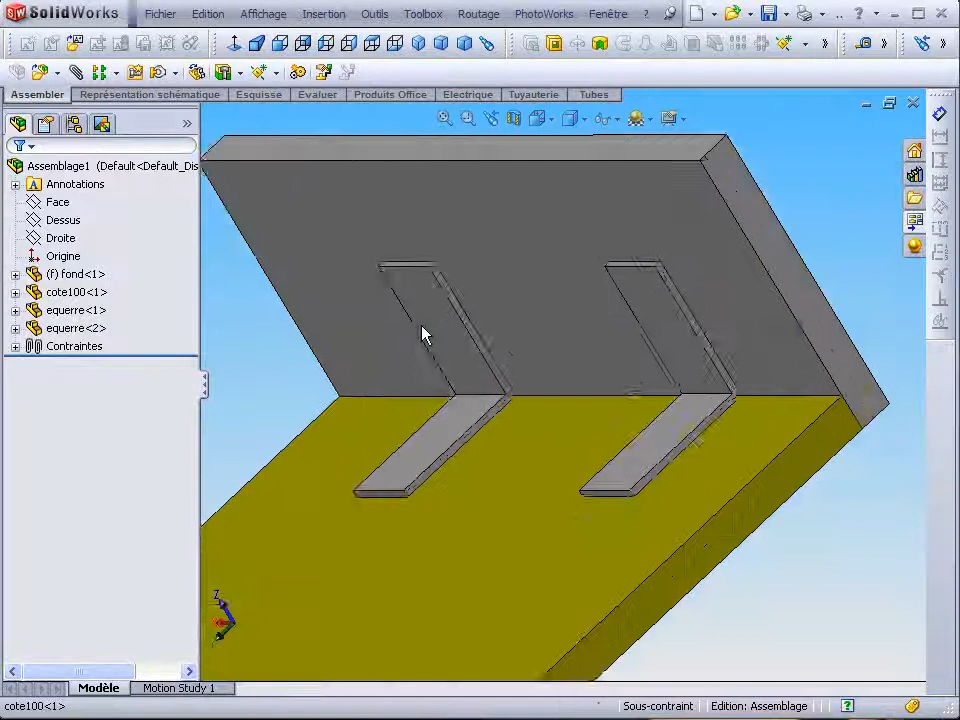 SolidWorks Fichier Edition Affichage Insertion Outils Toolbox Routage PhotoWorks Fenêtre ?
Assembler Représentation schématique Esquisse Evaluer Produits Office Electrique Tuyauterie Tubes
Assemblage1 (Default<Default_Dis
Annotations
Face
Dessus
Droite
Origine
(f) fond<1>
cote100<1>
equerre<1>
equerre<2>
Contraintes
Z
Modèle Motion Study 1
cote100<1> Sous-contraint Edition: Assemblage